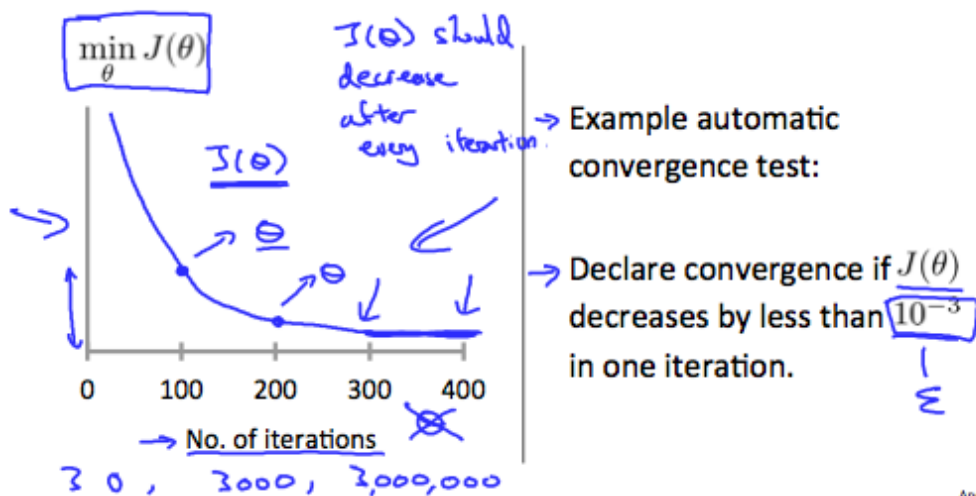 min J(θ)
θ
J(θ) should
decrease
after
every iteration.
J(θ)
θ
θ
0 100 200 300 400
→ No. of iterations θ
30, 3000, 3,000,000
→ Example automatic
convergence test:
→ Declare convergence if J(θ)
decreases by less than 10⁻³
in one iteration.
ε